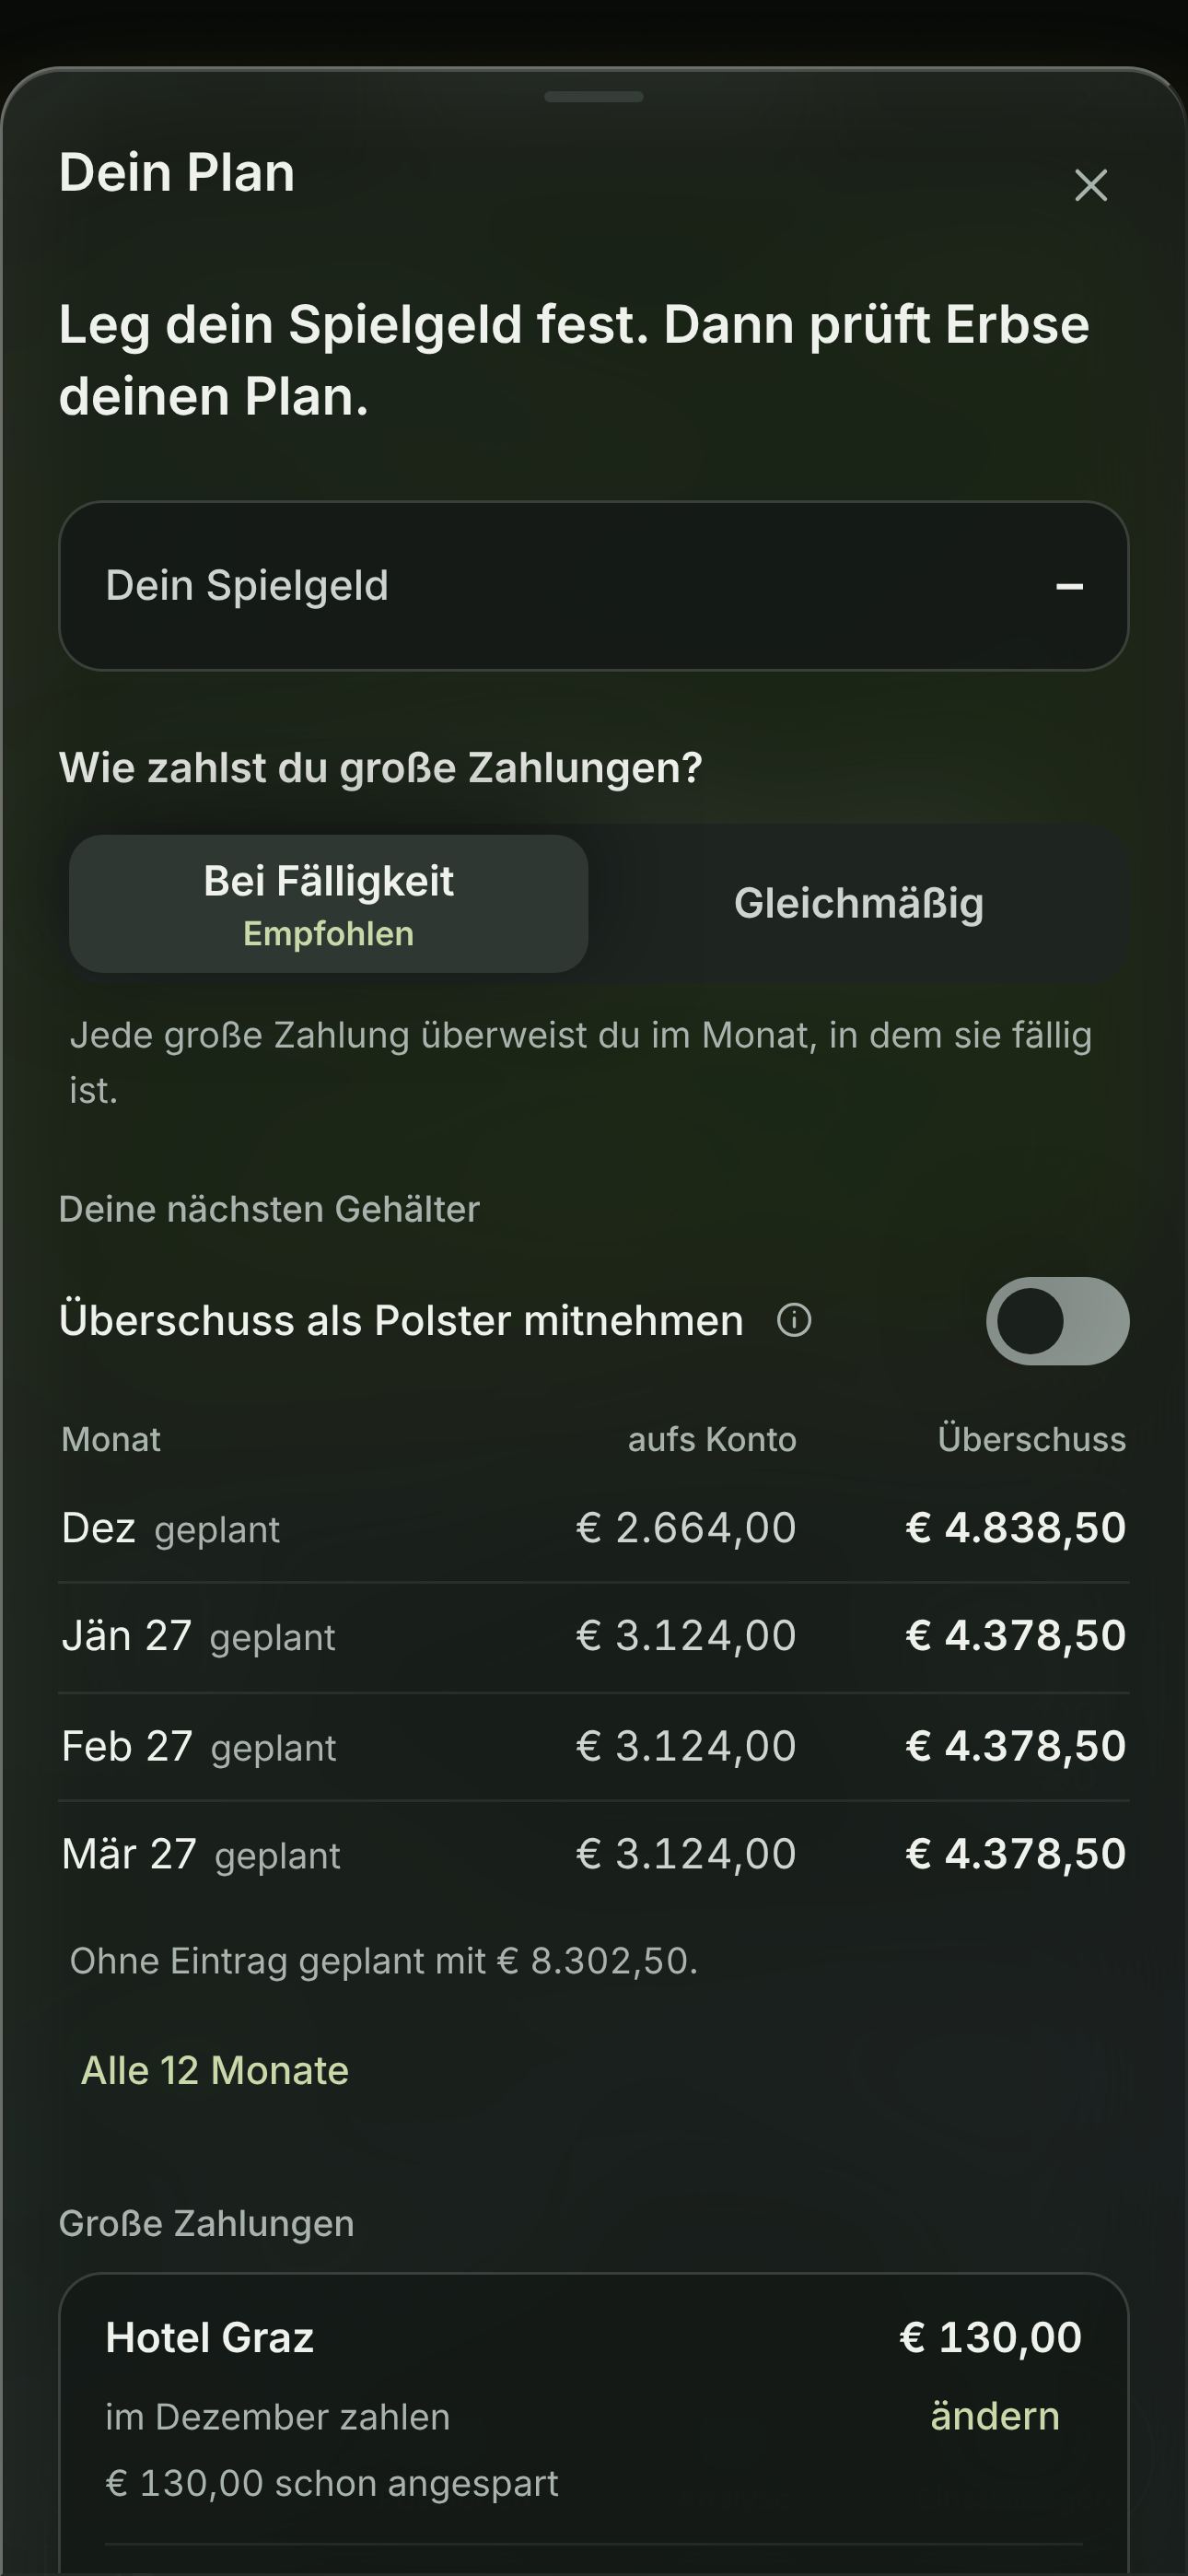 Dein Plan
Leg dein Spielgeld fest. Dann prüft Erbse
deinen Plan.
Dein Spielgeld –
Wie zahlst du große Zahlungen?
Bei Fälligkeit
Empfohlen
Gleichmäßig
Jede große Zahlung überweist du im Monat, in dem sie fällig
ist.
Deine nächsten Gehälter
Überschuss als Polster mitnehmen
Monat aufs Konto Überschuss
Dez geplant € 2.664,00 € 4.838,50
Jän 27 geplant € 3.124,00 € 4.378,50
Feb 27 geplant € 3.124,00 € 4.378,50
Mär 27 geplant € 3.124,00 € 4.378,50
Ohne Eintrag geplant mit € 8.302,50.
Alle 12 Monate
Große Zahlungen
Hotel Graz € 130,00
im Dezember zahlen ändern
€ 130,00 schon angespart